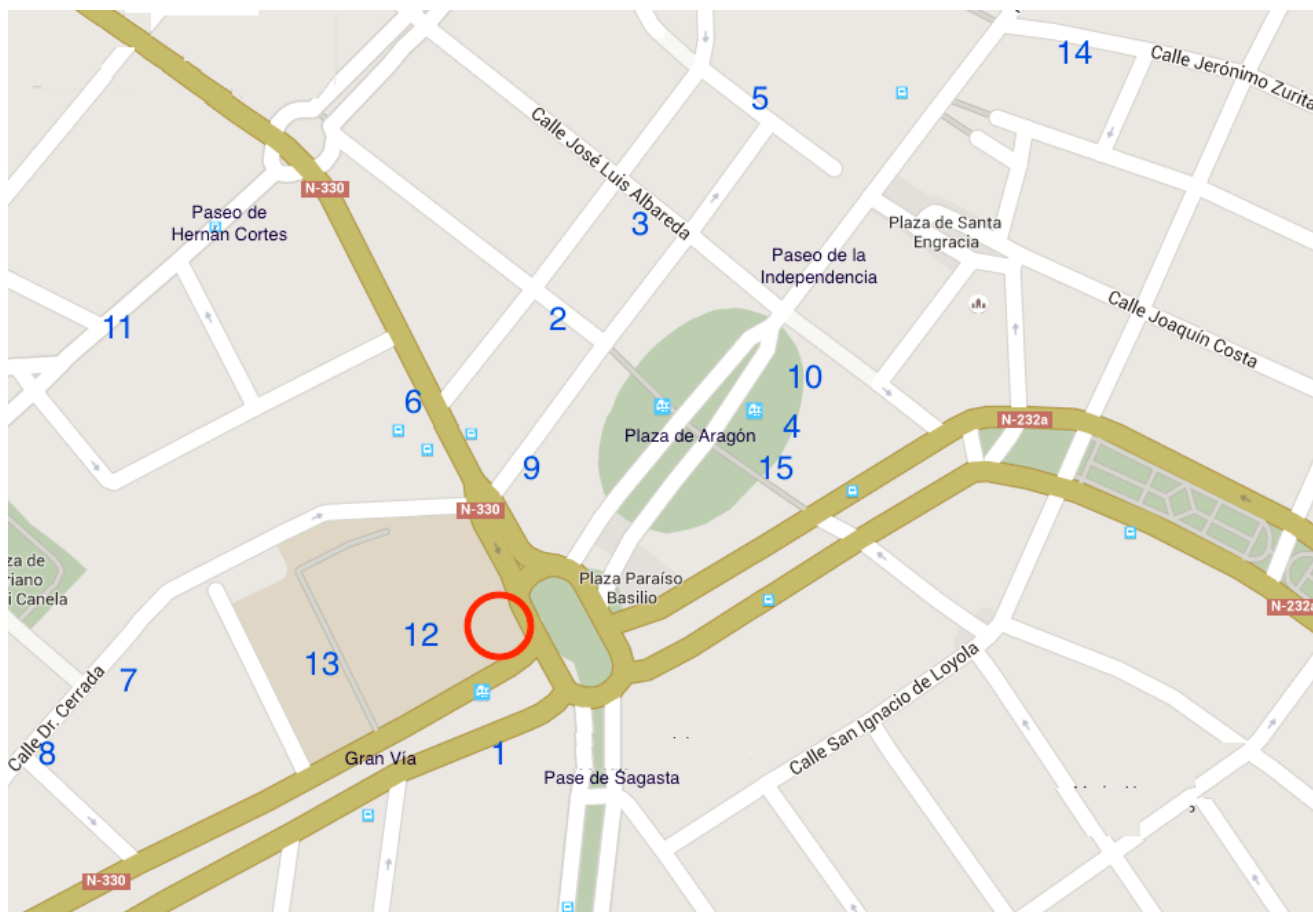 14
Calle Jerónimo Zurita
5
Calle José Luis Albareda
N-330
Paseo de
Hernan Cortes
3
Plaza de Santa
Engracia
Paseo de la
Independencia
11
2
Calle Joaquín Costa
10
6
N-232a
Plaza de Aragón
4
9
15
N-330
za de
riano
i Canela
Plaza Paraíso
Basilio
N-232a
12
13
7
Calle Dr. Cerrada
8
Calle San Ignacio de Loyola
1
Gran Vía
Pase de Sagasta
N-330